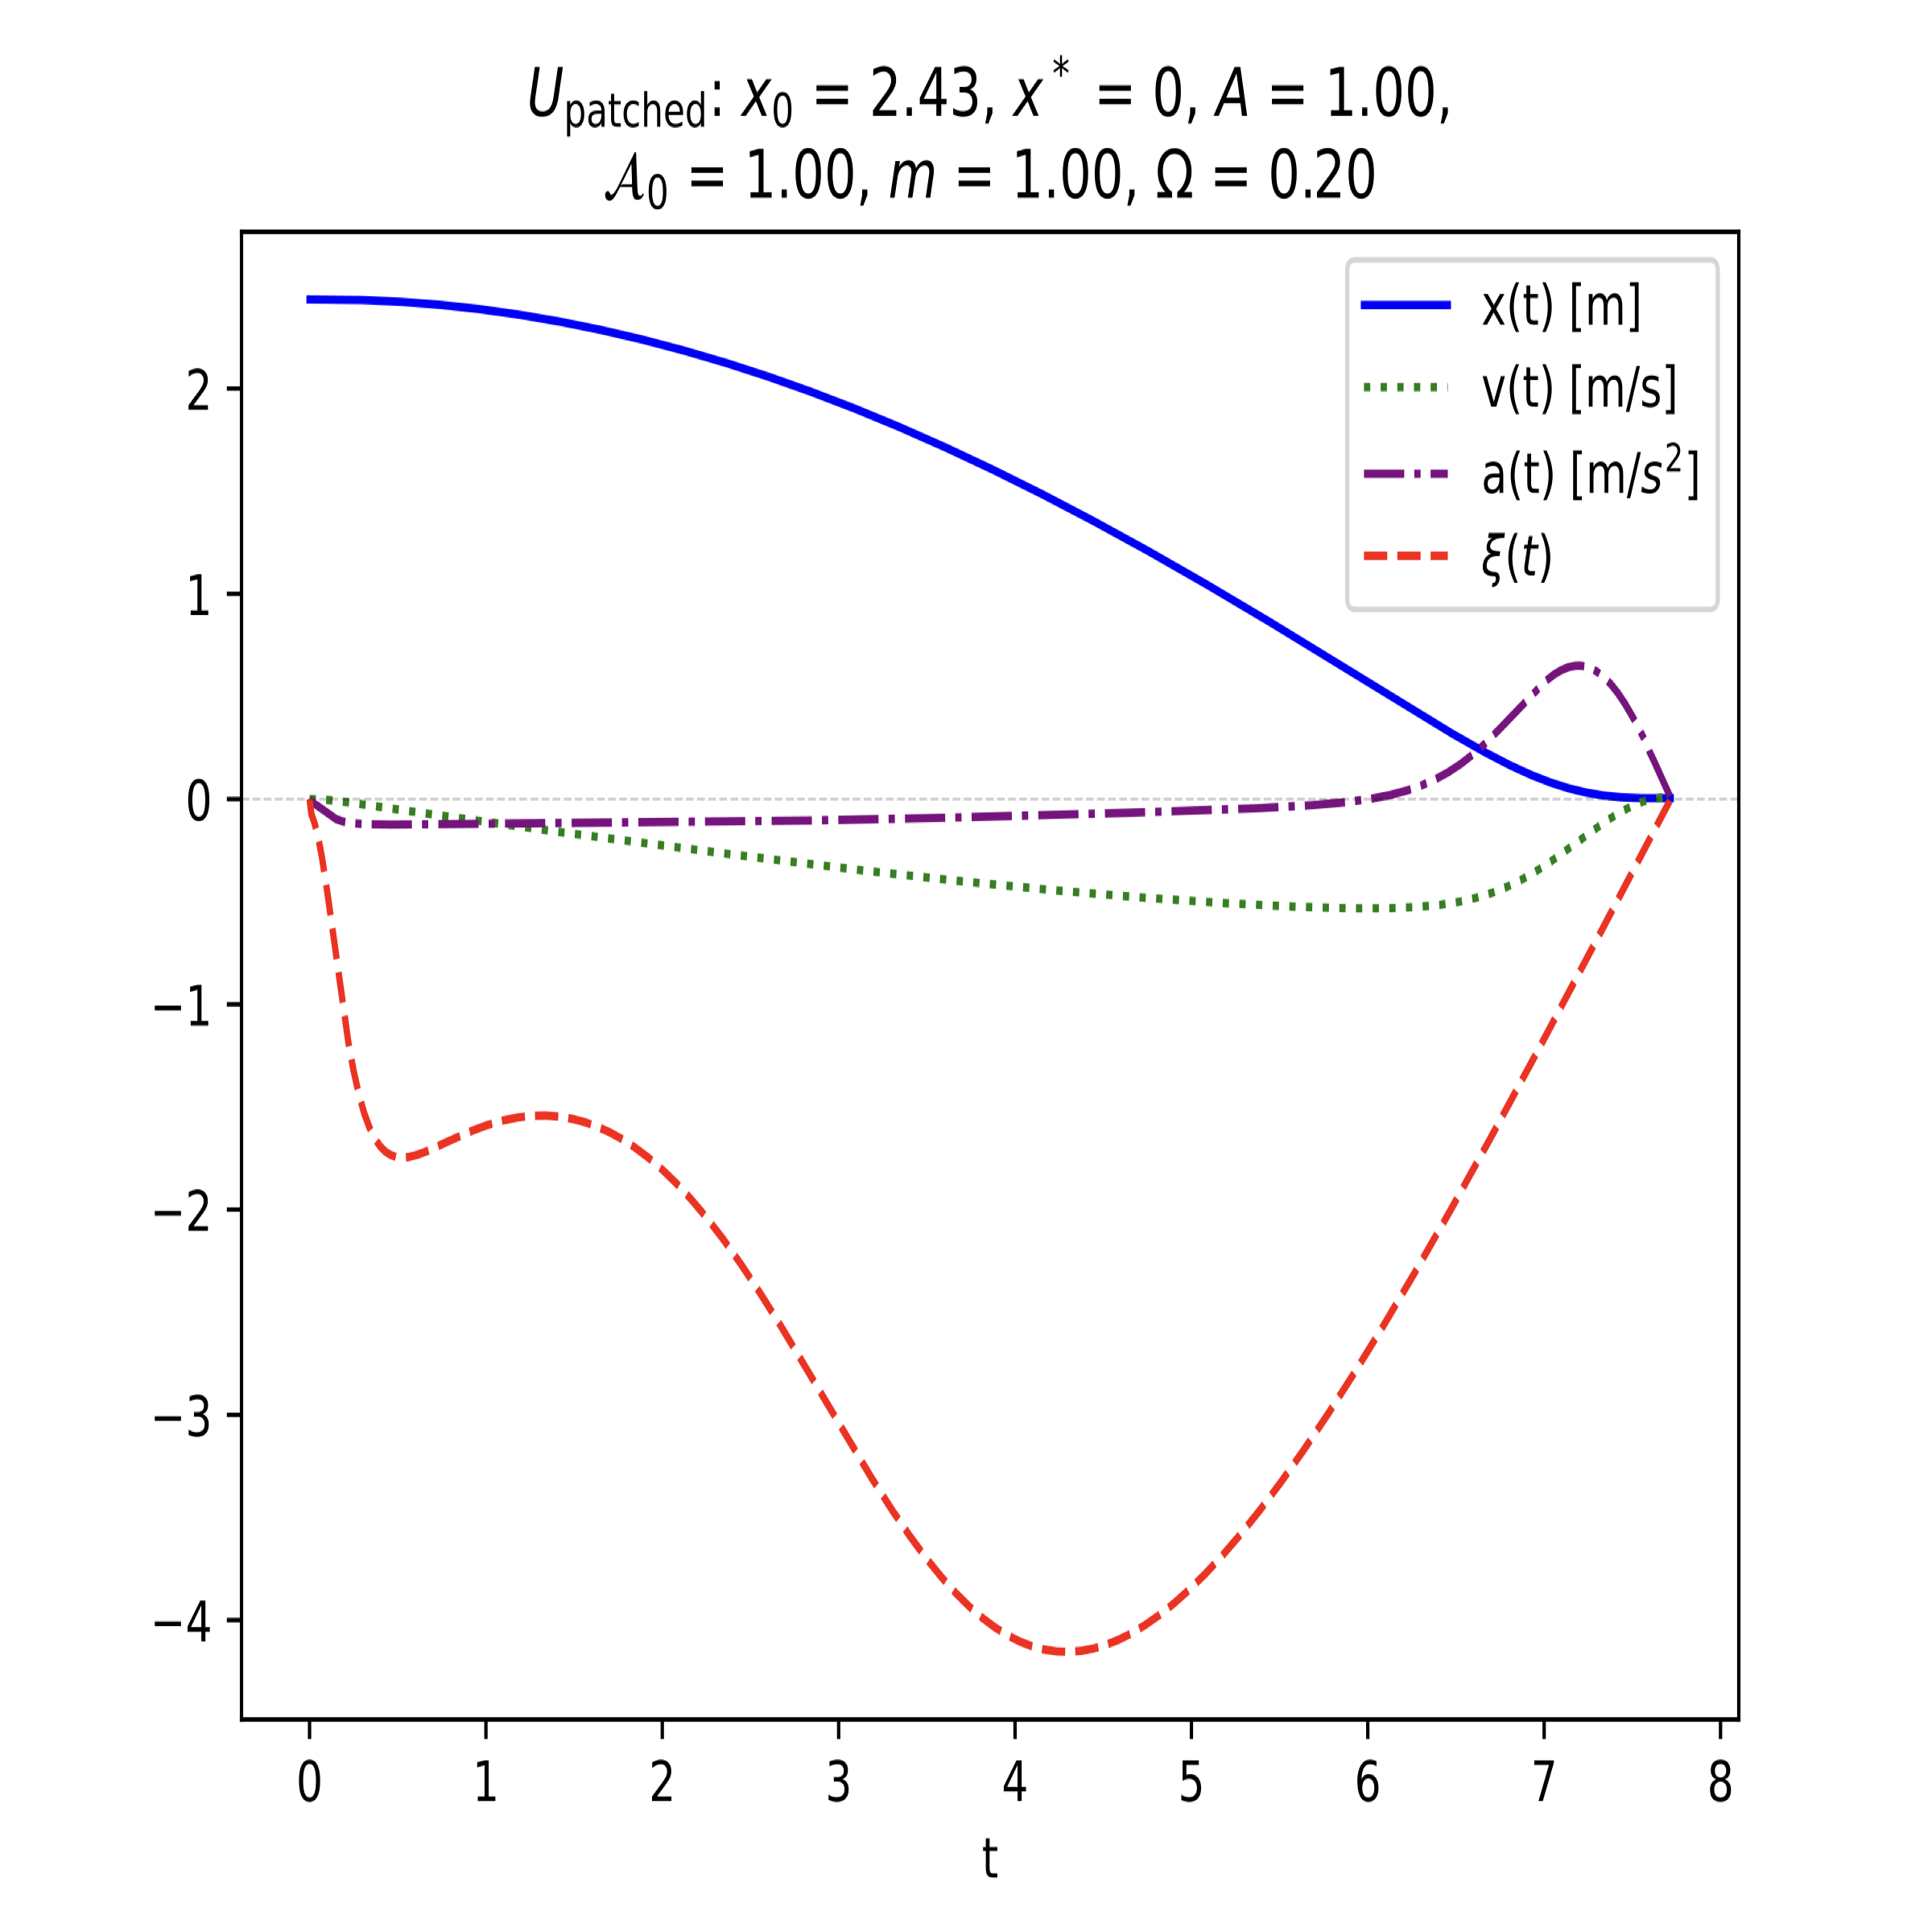 U_patched: x_0 = 2.43, x^* = 0, A = 1.00,
𝒜_0 = 1.00, m = 1.00, Ω = 0.20
x(t) [m]
v(t) [m/s]
a(t) [m/s^2]
ξ(t)
2
1
0
−1
−2
−3
−4
0 1 2 3 4 5 6 7 8
t